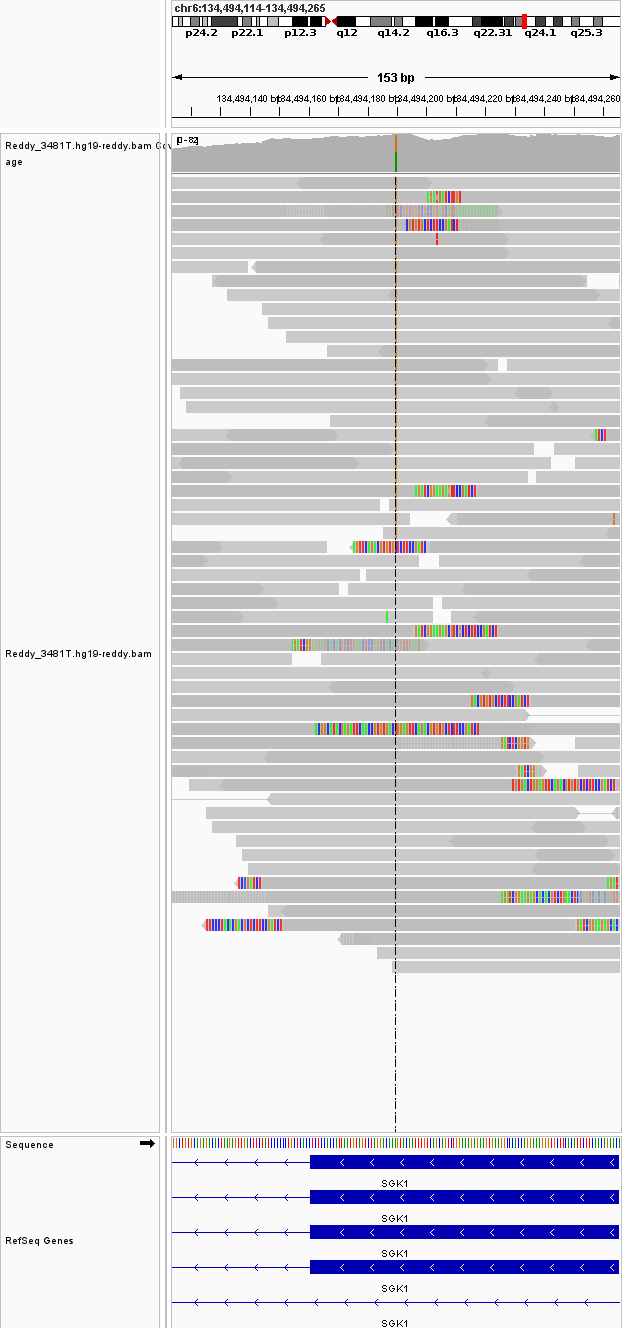 chr6:134,494,114-134,494,265
p24.2 p22.1 p12.3 q12 q14.2 q16.3 q22.31 q24.1 q25.3
153 bp
134,494,140 bp 134,494,160 bp 134,494,180 bp 134,494,200 bp 134,494,220 bp 134,494,240 bp 134,494,260
[0 - 82]
Reddy_3481T.hg19-reddy.bam Cov
age
Reddy_3481T.hg19-reddy.bam
Sequence
SGK1
SGK1
SGK1
RefSeq Genes
SGK1
SGK1